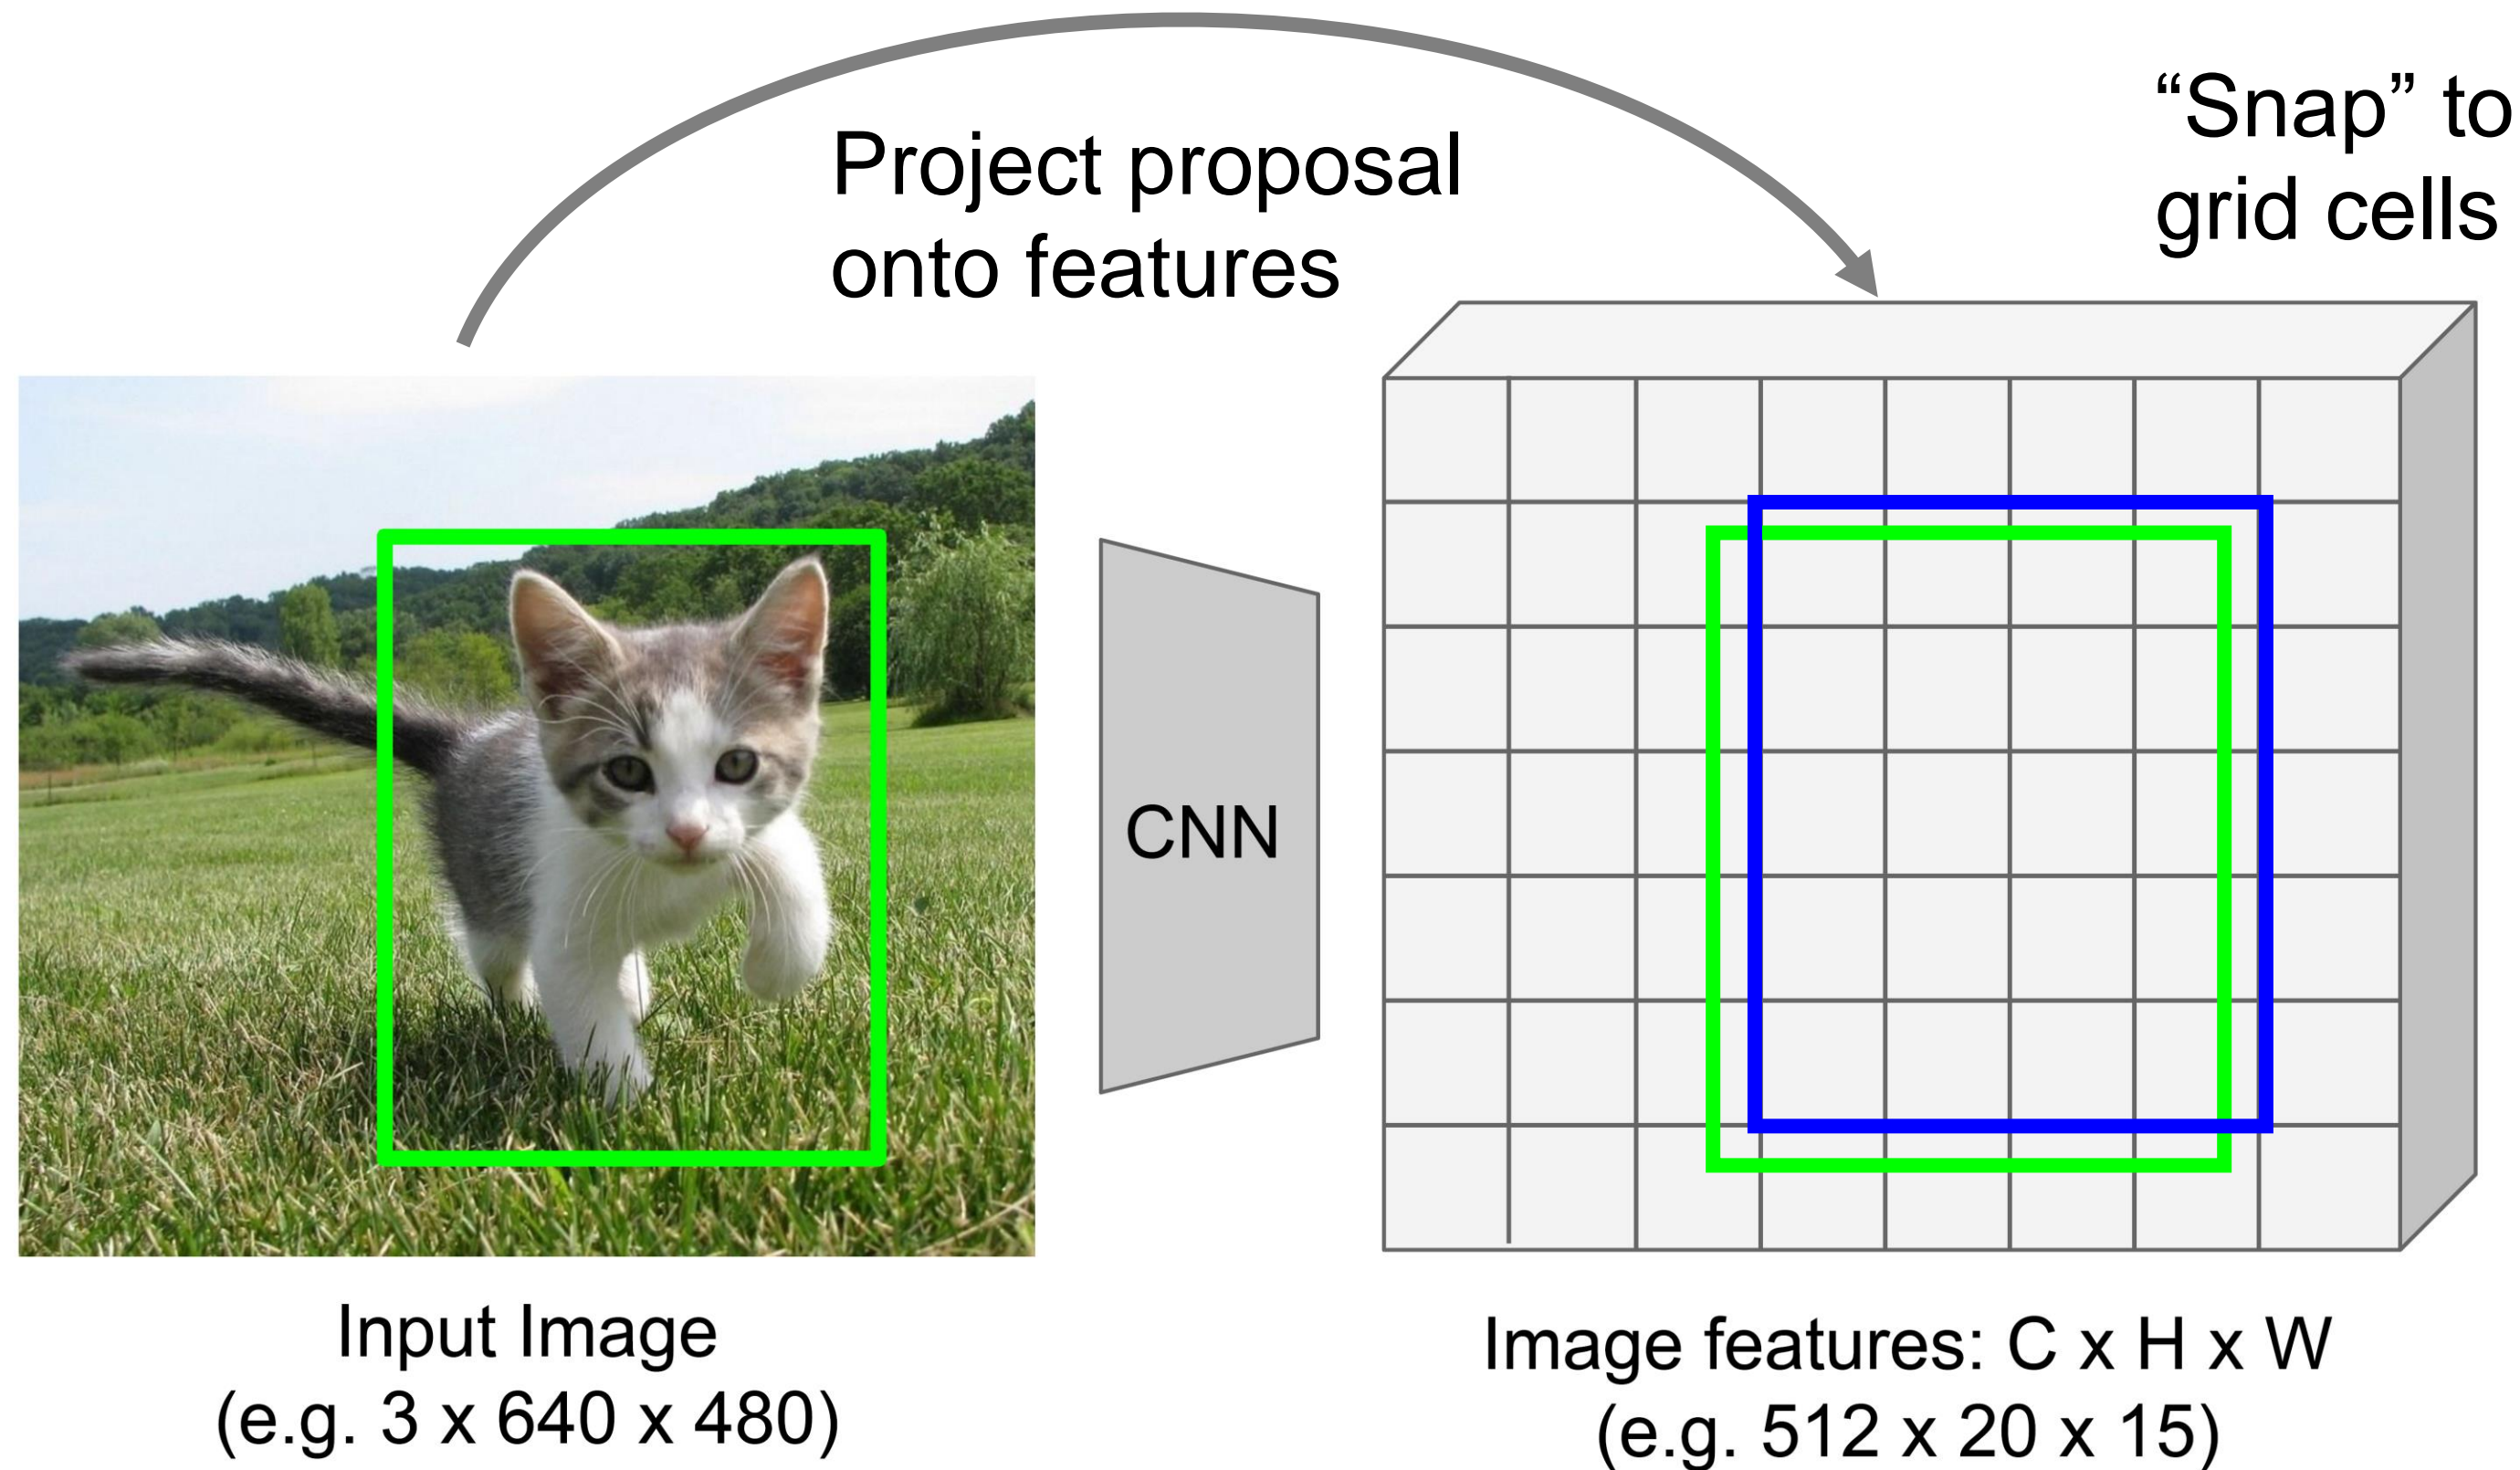 Project proposal
onto features
“Snap” to
grid cells
CNN
Input Image
(e.g. 3 x 640 x 480)
Image features: C x H x W
(e.g. 512 x 20 x 15)